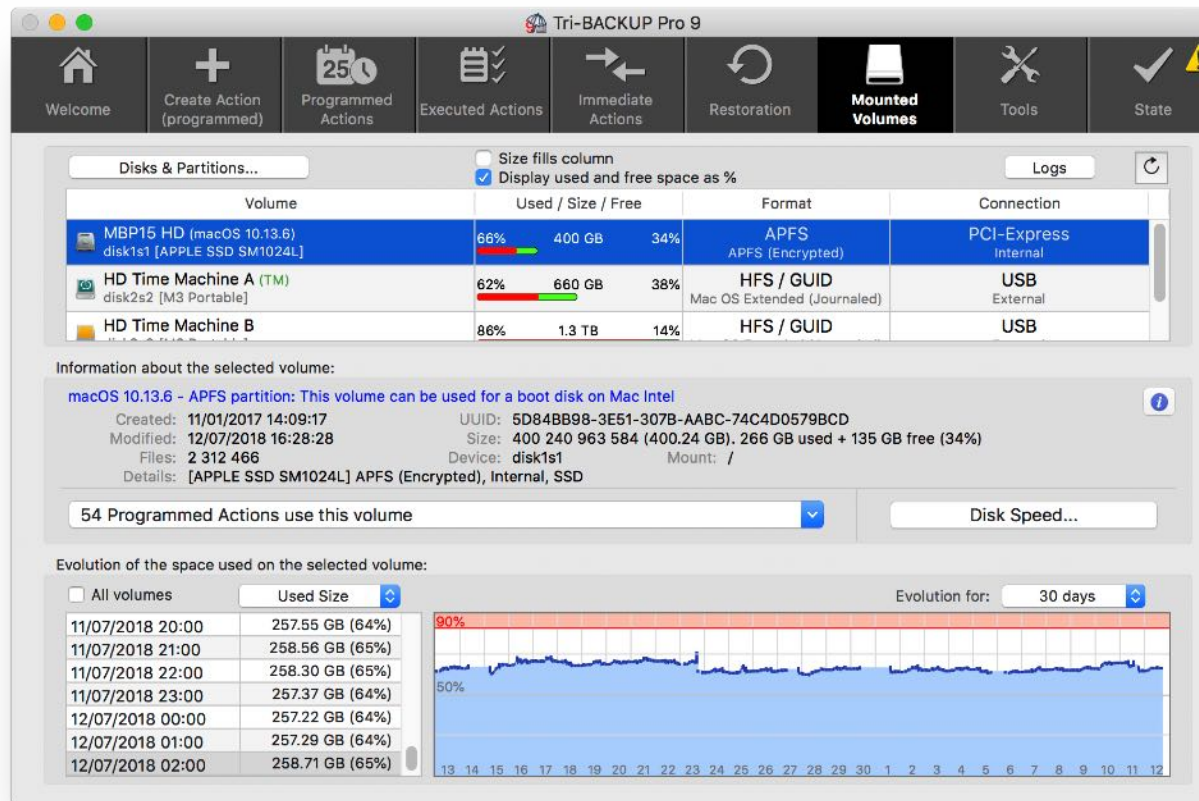 Tri-BACKUP Pro 9
Welcome
Create Action
(programmed)
25
Programmed
Actions
Executed Actions
Immediate
Actions
Restoration
Mounted
Volumes
Tools
State
Disks & Partitions...
Size fills column
Display used and free space as %
Logs
Volume Used / Size / Free Format Connection
MBP15 HD (macOS 10.13.6) 66% 400 GB 34% APFS PCI-Express
disk1s1 [APPLE SSD SM1024L] APFS (Encrypted) Internal
HD Time Machine A (TM) 62% 660 GB 38% HFS / GUID USB
disk2s2 [M3 Portable] Mac OS Extended (Journaled) External
HD Time Machine B 86% 1.3 TB 14% HFS / GUID USB
Information about the selected volume:
macOS 10.13.6 - APFS partition: This volume can be used for a boot disk on Mac Intel
Created: 11/01/2017 14:09:17 UUID: 5D84BB98-3E51-307B-AABC-74C4D0579BCD
Modified: 12/07/2018 16:28:28 Size: 400 240 963 584 (400.24 GB). 266 GB used + 135 GB free (34%)
Files: 2 312 466 Device: disk1s1 Mount: /
Details: [APPLE SSD SM1024L] APFS (Encrypted), Internal, SSD
54 Programmed Actions use this volume
Disk Speed...
Evolution of the space used on the selected volume:
All volumes
Used Size
Evolution for: 30 days
11/07/2018 20:00 257.55 GB (64%)
11/07/2018 21:00 258.56 GB (65%)
11/07/2018 22:00 258.30 GB (65%)
11/07/2018 23:00 257.37 GB (64%)
12/07/2018 00:00 257.22 GB (64%)
12/07/2018 01:00 257.29 GB (64%)
12/07/2018 02:00 258.71 GB (65%)
90%
50%
13 14 15 16 17 18 19 20 21 22 23 24 25 26 27 28 29 30 1 2 3 4 5 6 7 8 9 10 11 12